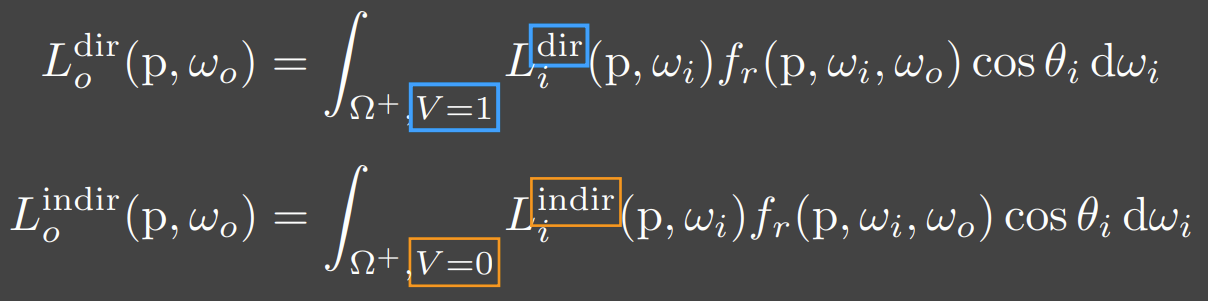 L_o^{dir}(p, ω_o) = ∫_{Ω^+, V=1} L_i^{dir}(p, ω_i) f_r(p, ω_i, ω_o) cos θ_i dω_i
L_o^{indir}(p, ω_o) = ∫_{Ω^+, V=0} L_i^{indir}(p, ω_i) f_r(p, ω_i, ω_o) cos θ_i dω_i